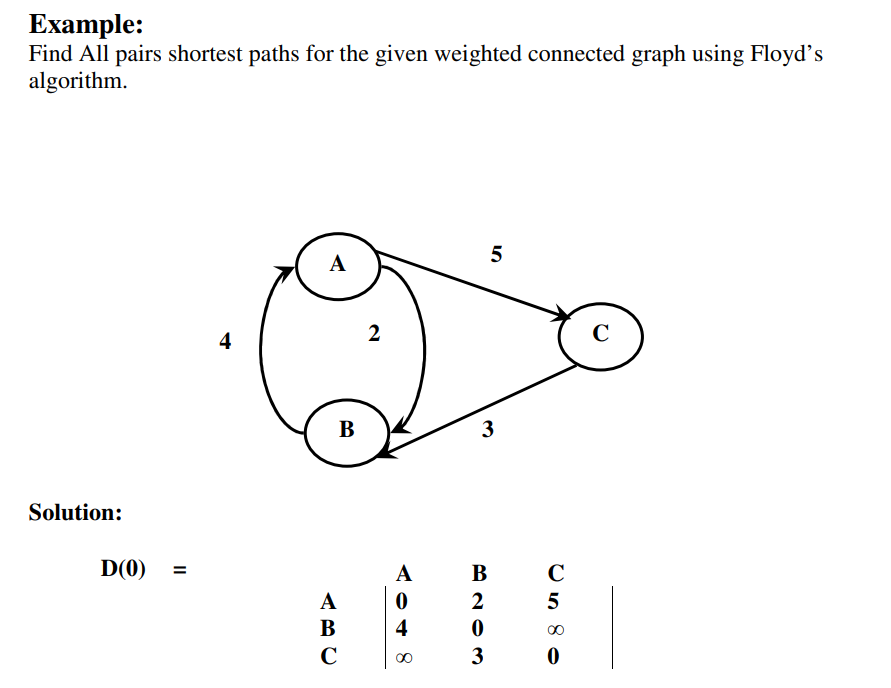 Example:
Find All pairs shortest paths for the given weighted connected graph using Floyd’s
algorithm.
5
A
4
2
C
B
3
Solution:
D(0) =
A B C
A 0 2 5
B 4 0 ∞
C ∞ 3 0